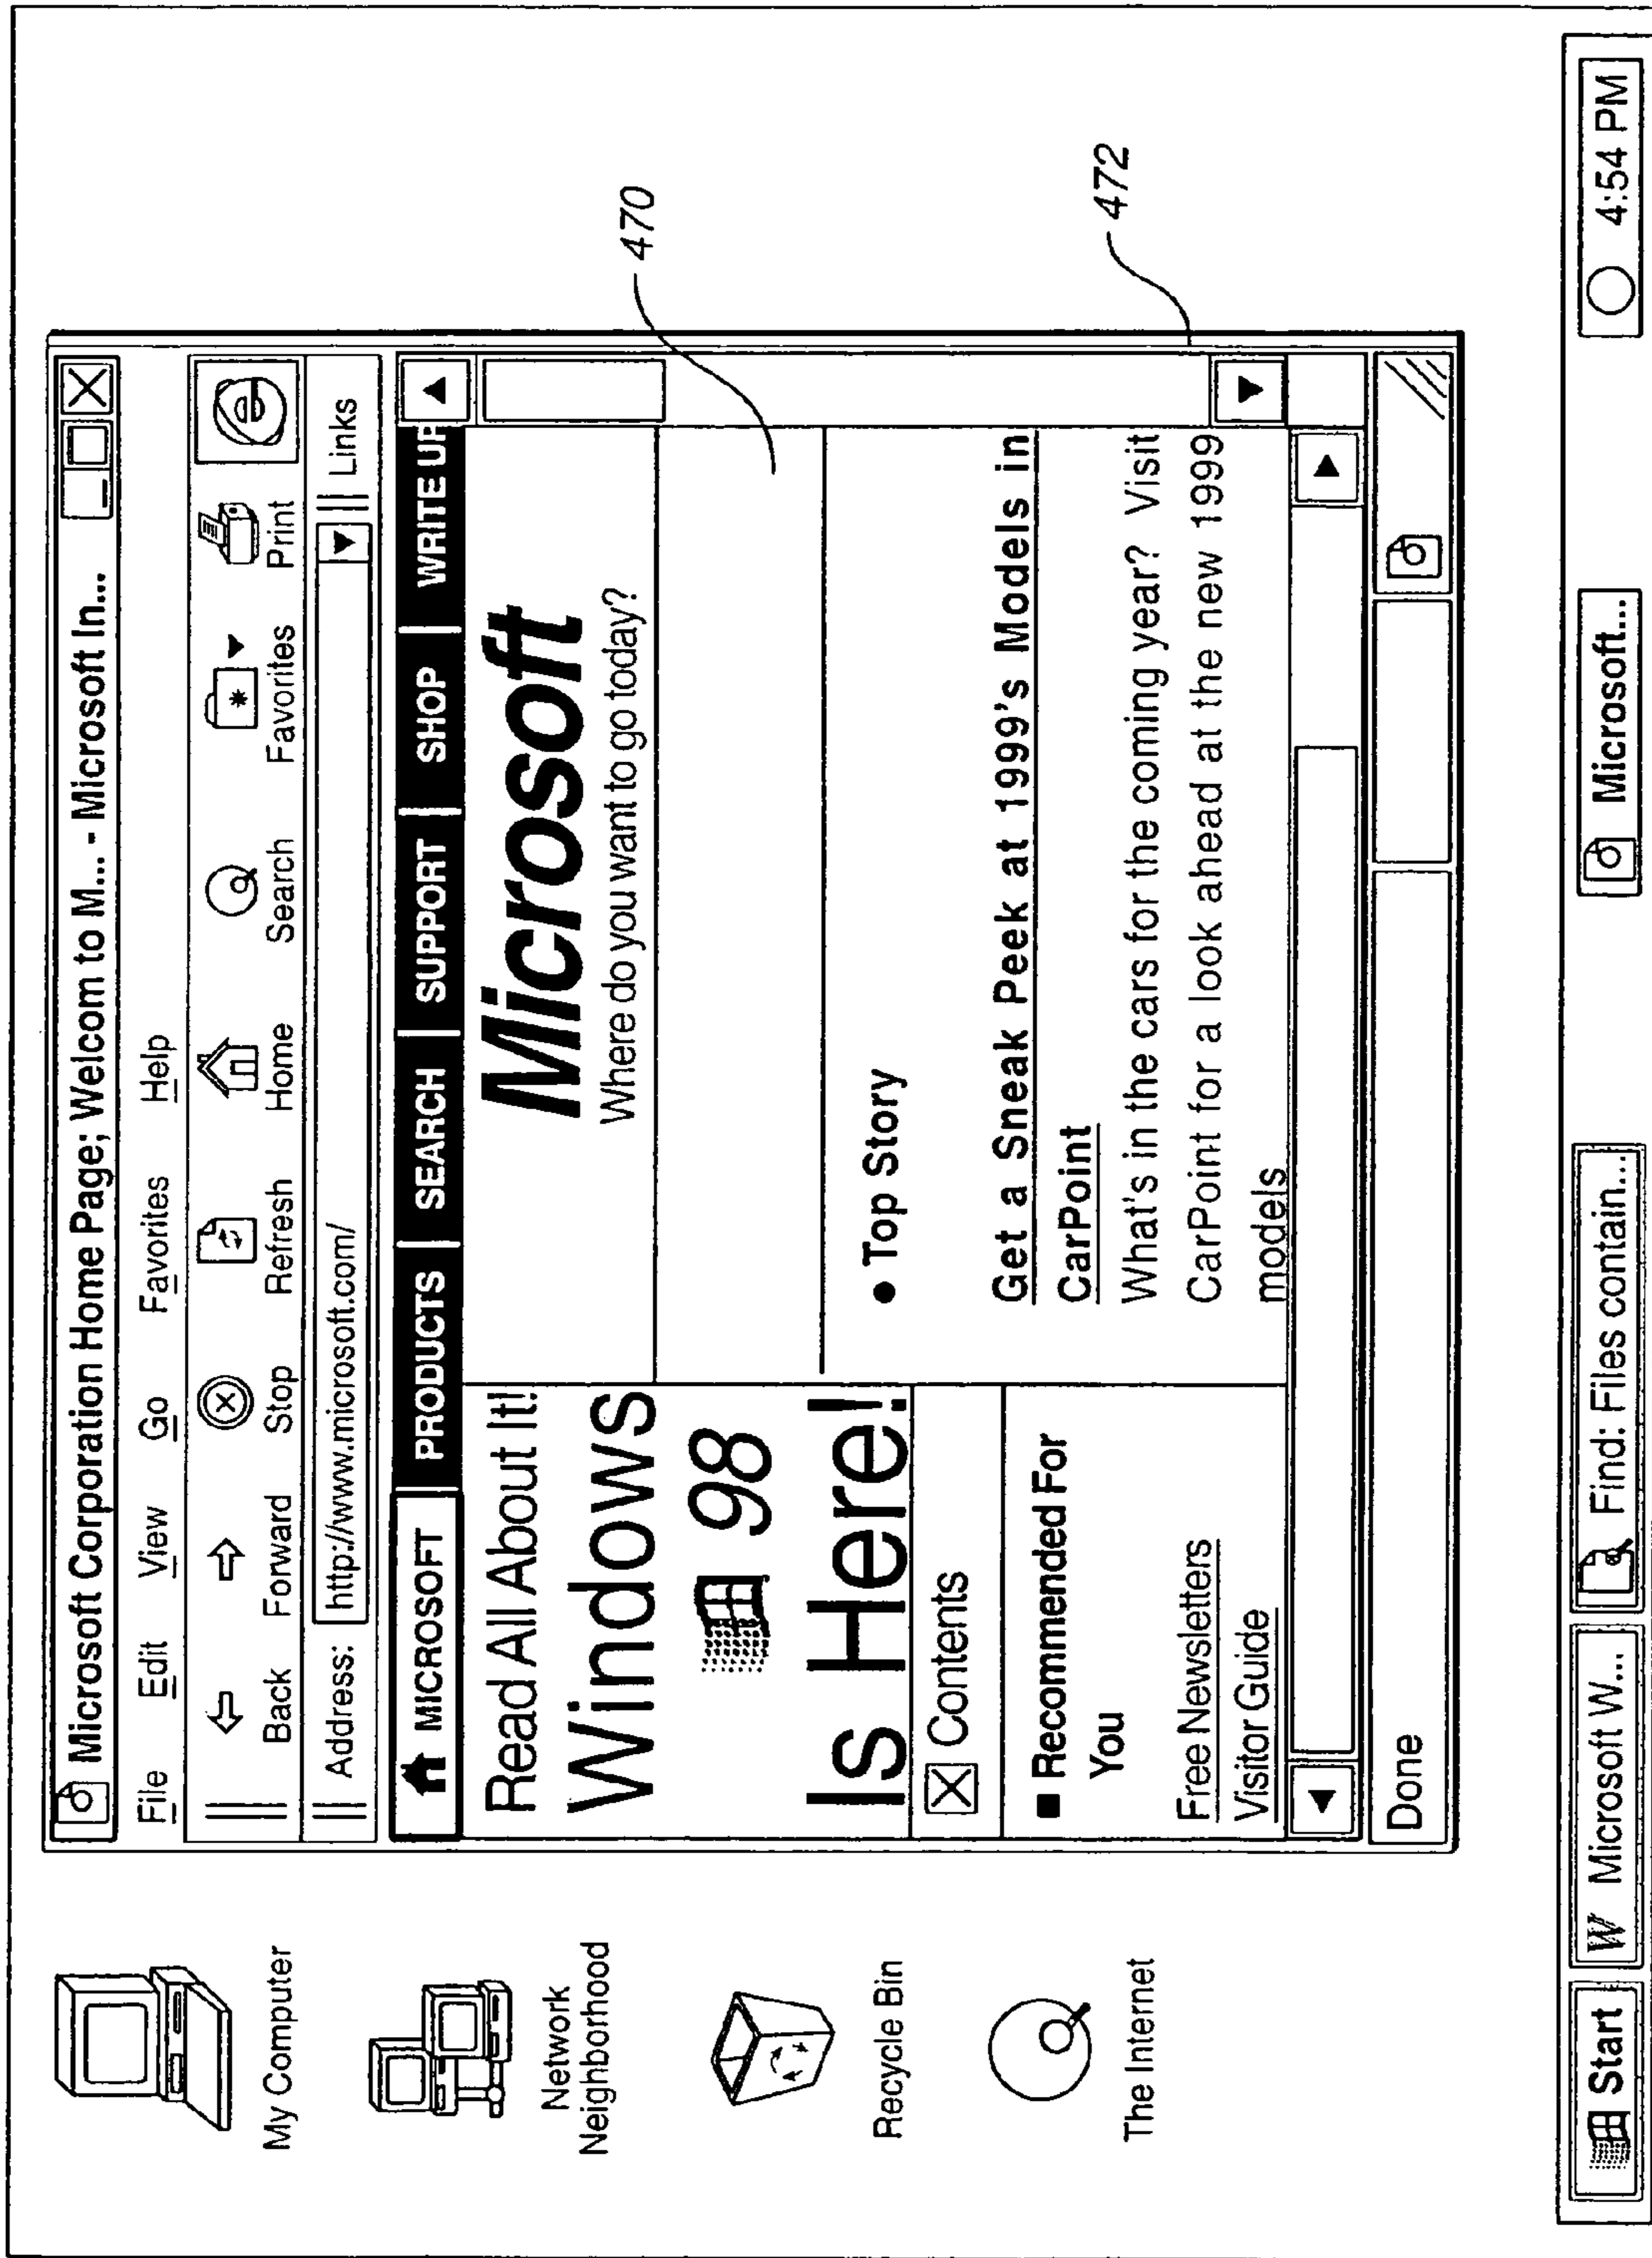 Microsoft Corporation Home Page; Welcom to M... - Microsoft In...
File Edit View Go Favorites Help
Back Forward Stop Refresh Home Search Favorites Print
Address: http://www.microsoft.com/ Links
MICROSOFT PRODUCTS SEARCH SUPPORT SHOP WRITE UP
Read All About It!
Windows
98
Is Here!
Contents
■ Recommended For
You
Free Newsletters
Visitor Guide
Microsoft
Where do you want to go today?
• Top Story
Get a Sneak Peek at 1999's Models in
CarPoint
What's in the cars for the coming year? Visit
CarPoint for a look ahead at the new 1999
models
Done
470
472
My Computer
Network
Neighborhood
Recycle Bin
The Internet
Start W Microsoft W... Find: Files contain... Microsoft... 4:54 PM